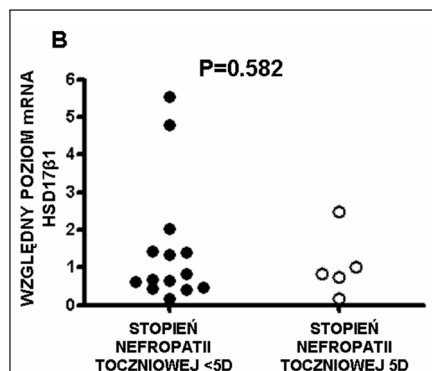 B
P=0.582
WZGLĘDNY POZIOM mRNA
HSD17β1
6
5
4
3
2
1
0
STOPIEŃ
NEFROPATII
TOCZNIOWEJ <5D
STOPIEŃ
NEFROPATII
TOCZNIOWEJ 5D